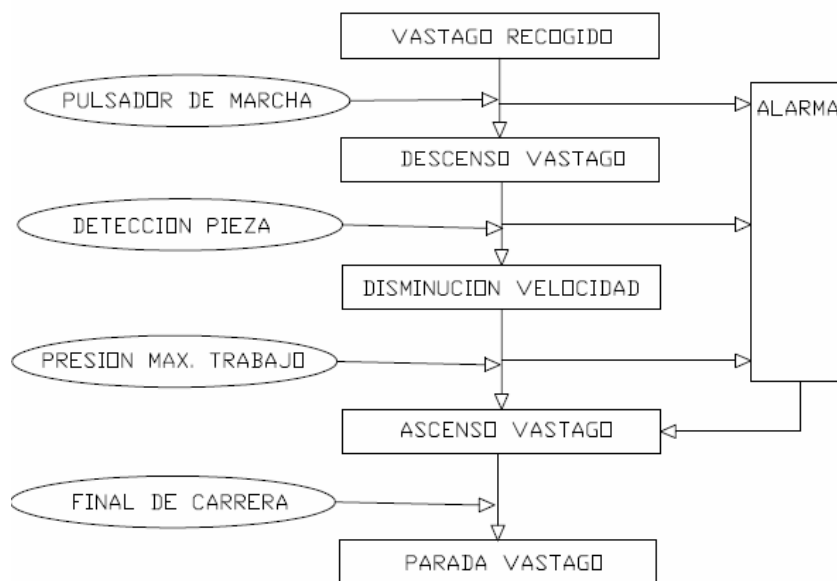 VASTAGO RECOGIDO
PULSADOR DE MARCHA
ALARMA
DESCENSO VASTAGO
DETECCION PIEZA
DISMINUCION VELOCIDAD
PRESION MAX. TRABAJO
ASCENSO VASTAGO
FINAL DE CARRERA
PARADA VASTAGO